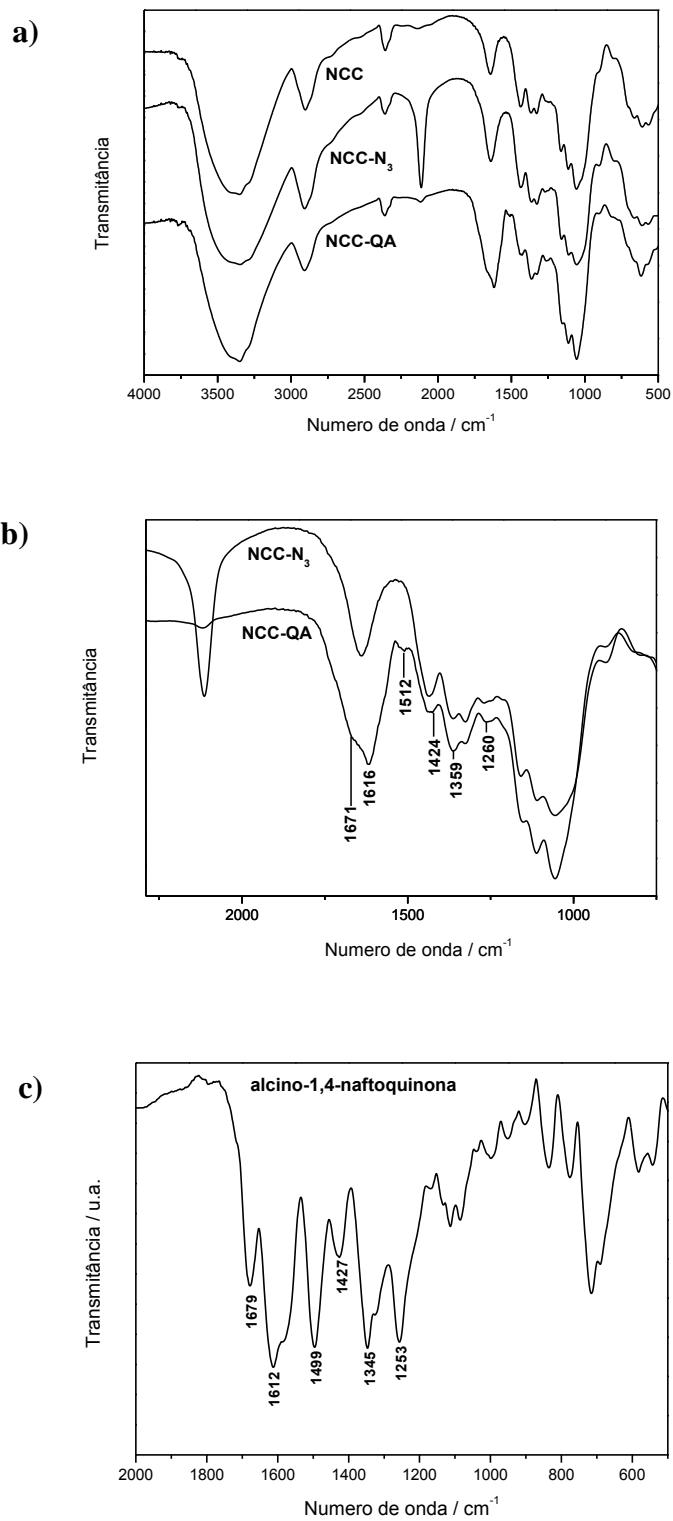 a)
NCC
NCC-N3
NCC-QA
Transmitância
4000 3500 3000 2500 2000 1500 1000 500
Numero de onda / cm-1
b)
NCC-N3
NCC-QA
Transmitância
1671
1616
1512
1424
1359
1260
2000 1500 1000
Numero de onda / cm-1
c)
alcino-1,4-naftoquinona
Transmitância / u.a.
1679
1612
1499
1427
1345
1253
2000 1800 1600 1400 1200 1000 800 600
Numero de onda / cm-1